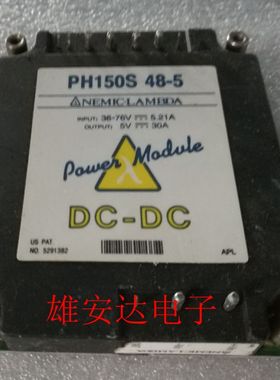 PH150S 48-5
NEMIC-LAMBDA
INPUT: 36-76V 5.21A
OUTPUT: 5V 30A
Power Module
DC-DC
US PAT
NO. 5291382
APL
雄安达电子